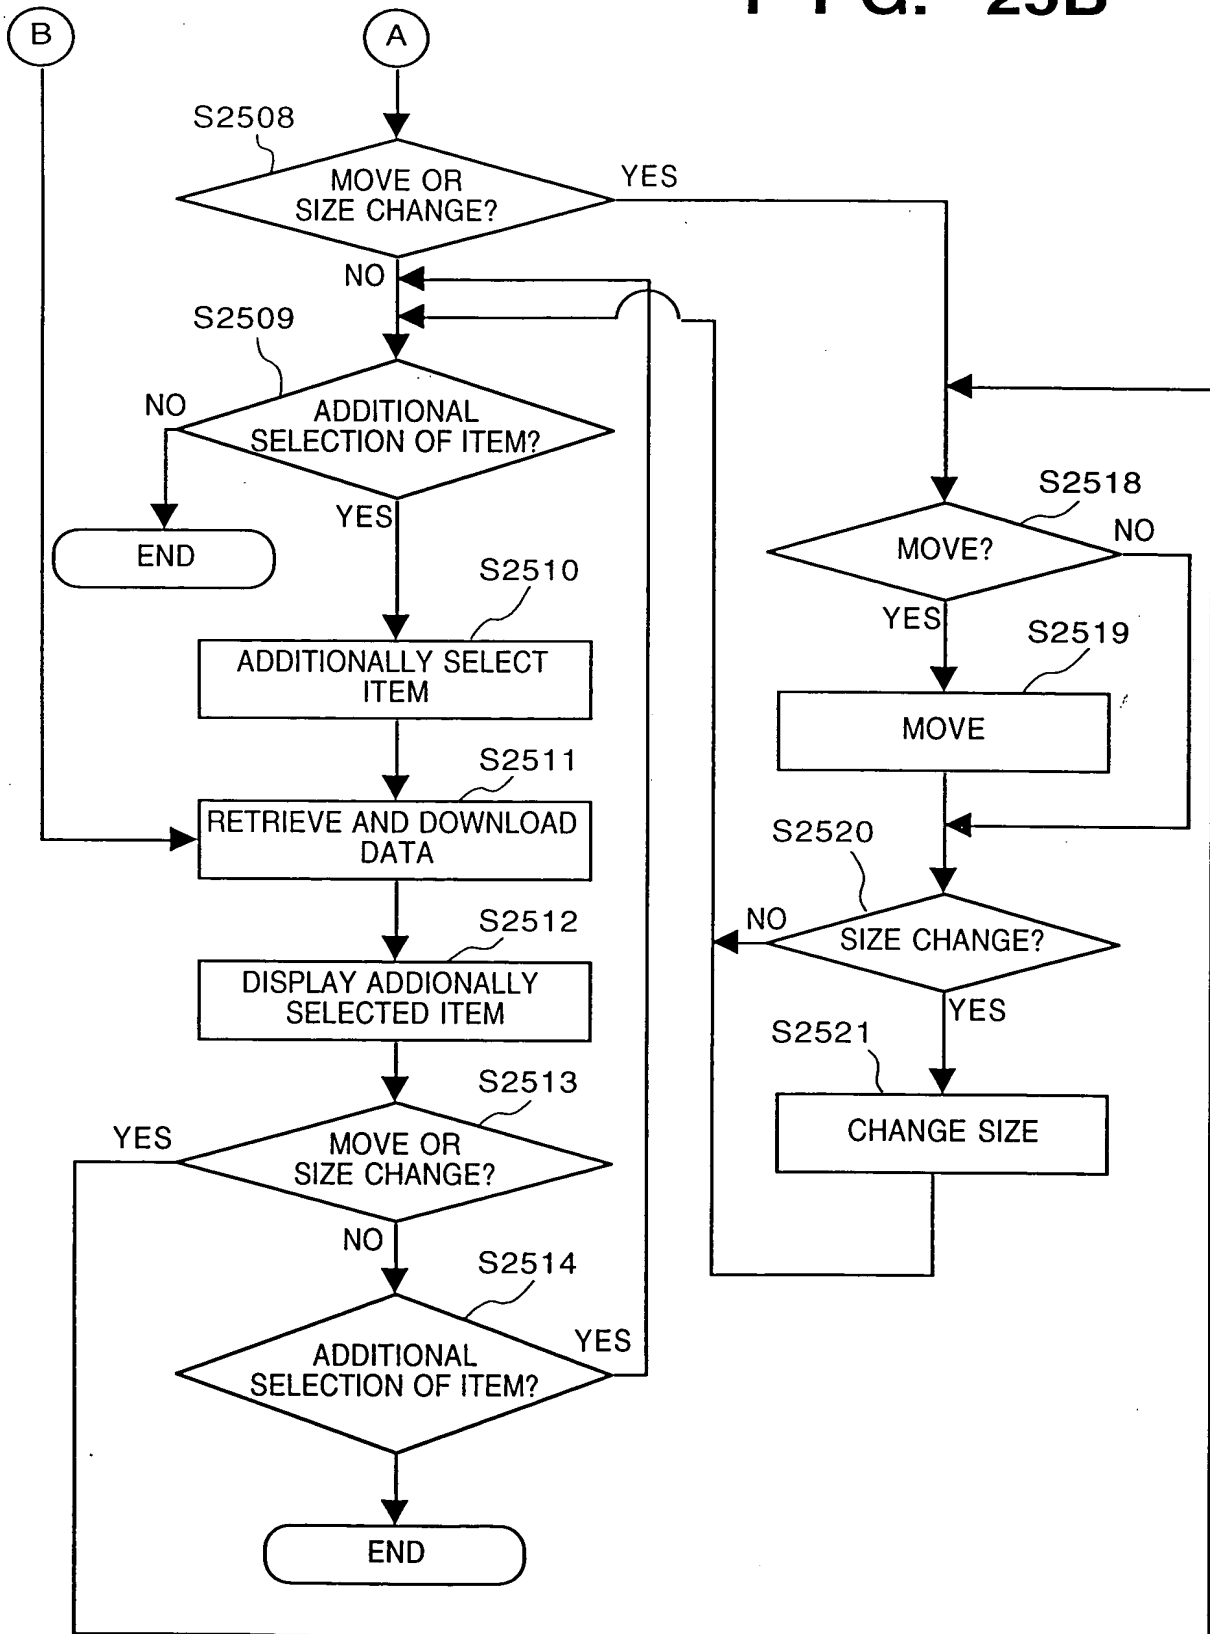 FIG. 25B
B
A
S2508
MOVE OR
SIZE CHANGE?
YES
NO
S2509
NO
ADDITIONAL
SELECTION OF ITEM?
YES
END
S2510
ADDITIONALLY SELECT
ITEM
S2511
RETRIEVE AND DOWNLOAD
DATA
S2512
DISPLAY ADDIONALLY
SELECTED ITEM
S2513
YES
MOVE OR
SIZE CHANGE?
NO
S2514
YES
ADDITIONAL
SELECTION OF ITEM?
END
S2518
MOVE?
NO
YES
S2519
MOVE
S2520
NO
SIZE CHANGE?
YES
S2521
CHANGE SIZE